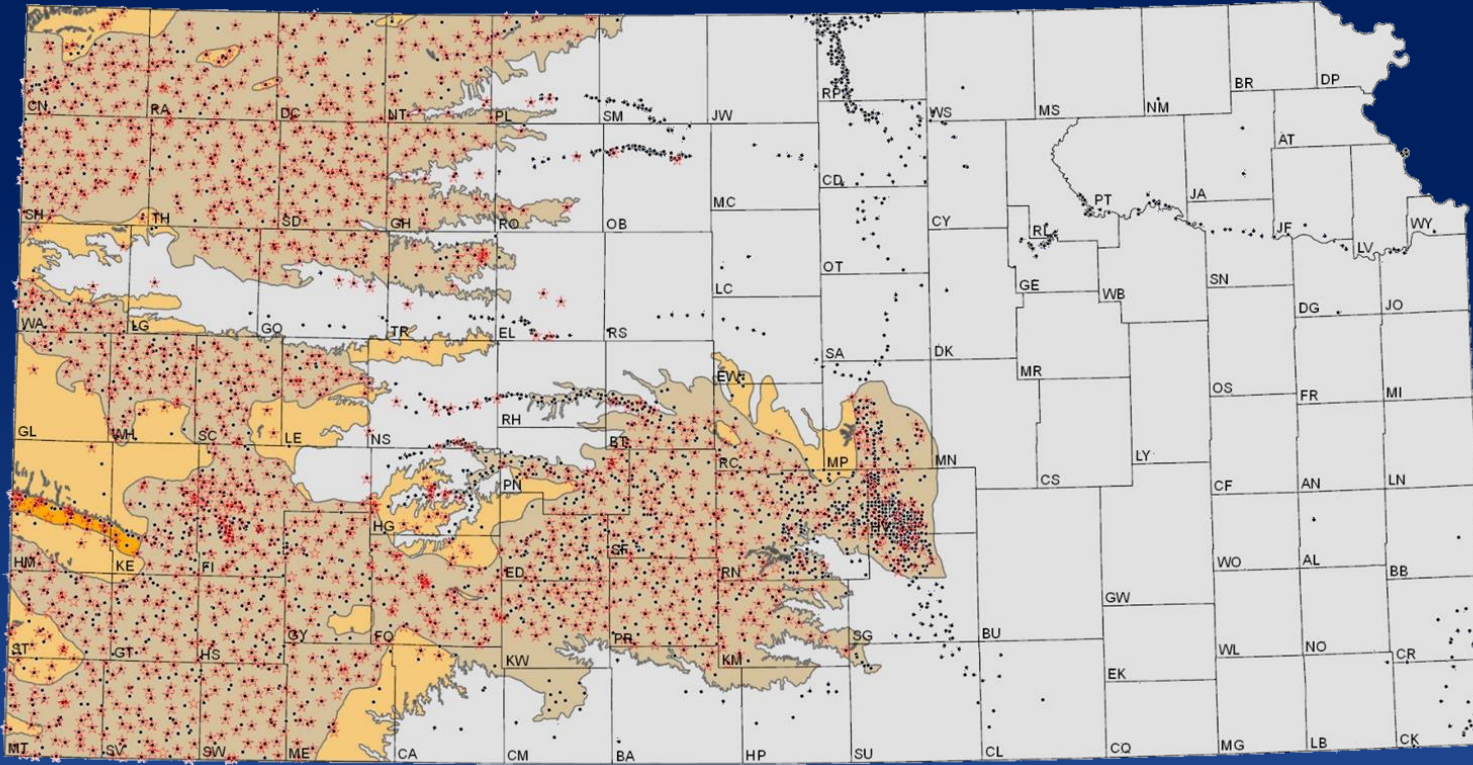 BR DP
CN RA DC NT PL SM JW RP WS MS NM
AT
SH TH SD GH RO OB MC CD CY RL PT JA JF LV WY
WA LG GO TR EL RS LC OT GE WB SN DG JO
EW SA DK MR OS FR MI
GL WH SC LE NS RH BT RC MP MN CS LY CF AN LN
PN HG HV
HM KE FI ED SF RN WO AL BB
ST GT HS GY FO KW PR KM SG BU GW WL NO CR
EK
MT SV SW ME CA CM BA HP SU CL CQ MG LB CK